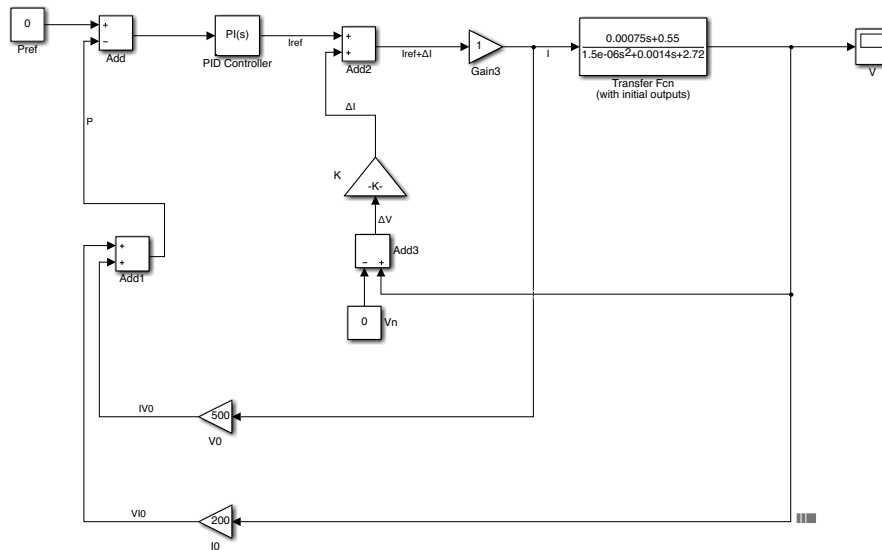 0
Pref
+
−
Add
PI(s)
PID Controller
Iref
+
+
Add2
Iref+ΔI
1
Gain3
I
0.00075s+0.55
1.5e-06s²+0.0014s+2.72
Transfer Fcn
(with initial outputs)
V
P
ΔI
K
-K-
ΔV
− +
Add3
0
Vn
+
+
Add1
IV0
500
V0
VI0
200
I0